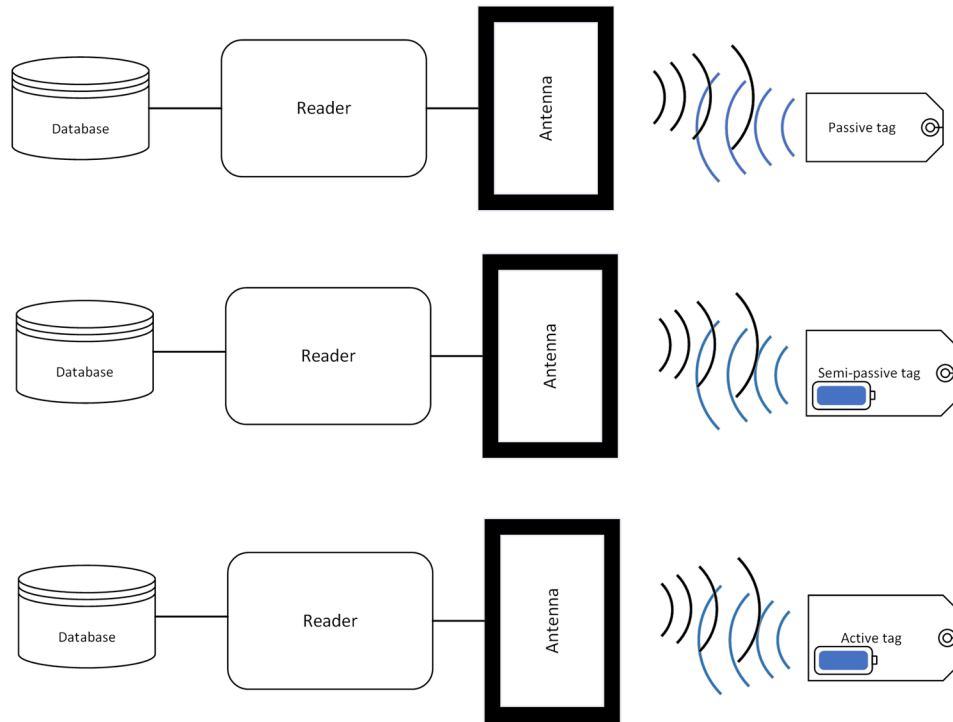 Database
Reader
Antenna
Passive tag
Database
Reader
Antenna
Semi-passive tag
Database
Reader
Antenna
Active tag